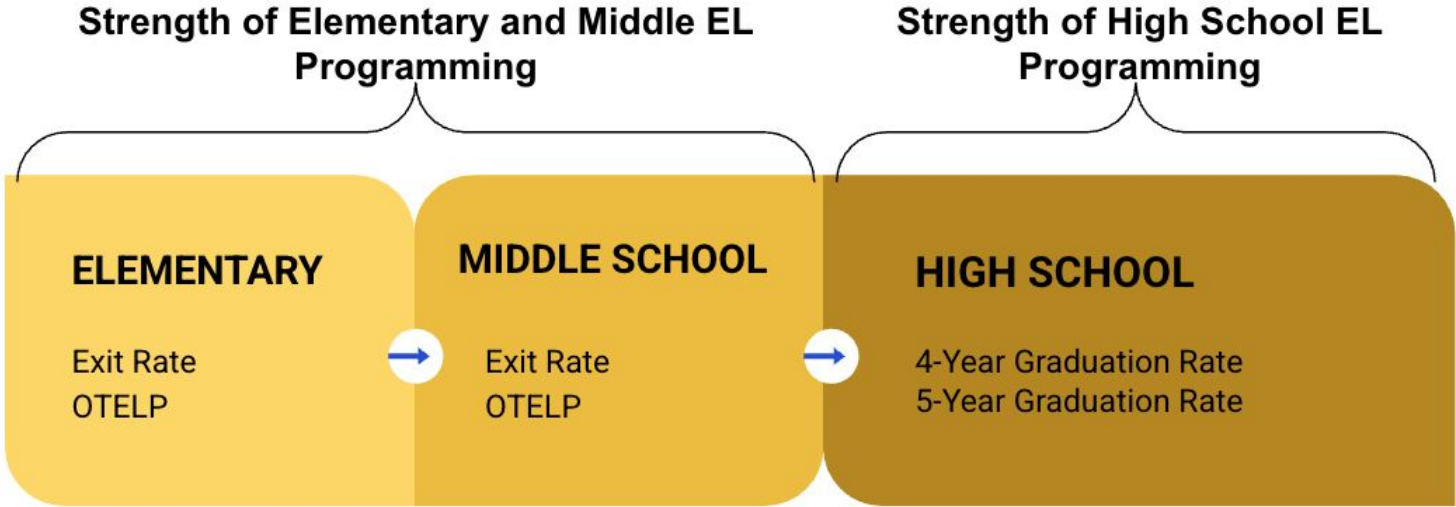 Strength of Elementary and Middle EL
Programming
Strength of High School EL
Programming
ELEMENTARY
Exit Rate
OTELP
MIDDLE SCHOOL
Exit Rate
OTELP
HIGH SCHOOL
4-Year Graduation Rate
5-Year Graduation Rate